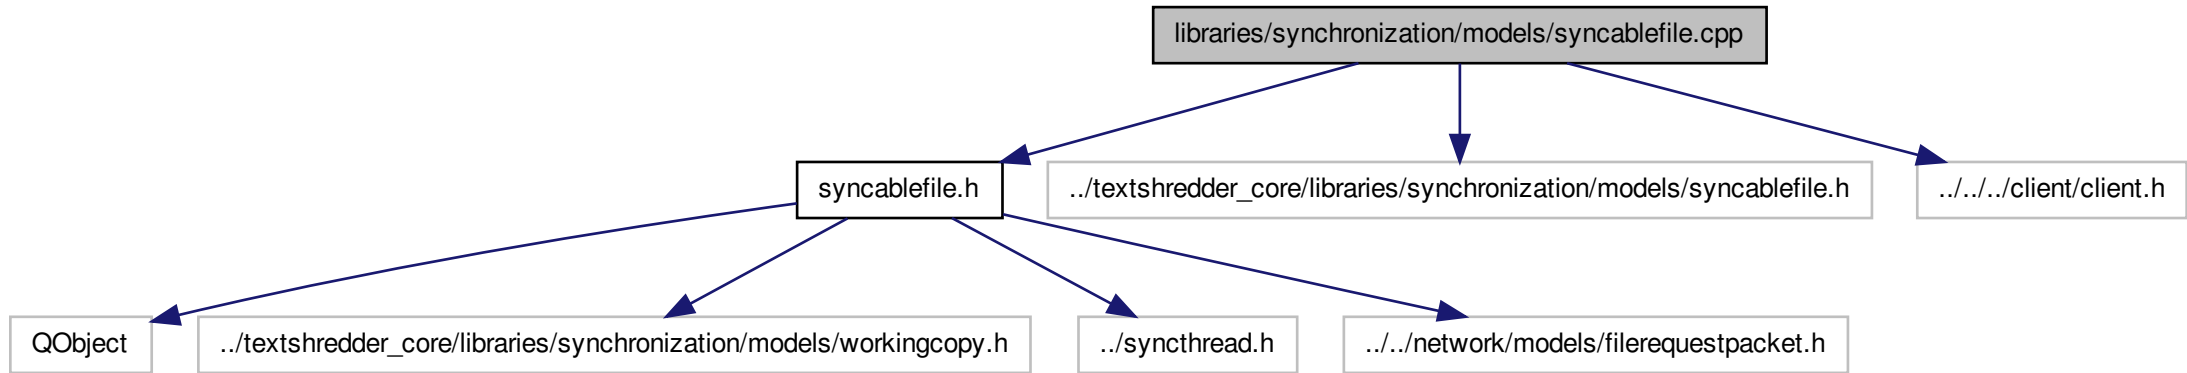 libraries/synchronization/models/syncablefile.cpp
syncablefile.h
../textshredder_core/libraries/synchronization/models/syncablefile.h
../../../client/client.h
QObject
../textshredder_core/libraries/synchronization/models/workingcopy.h
../syncthread.h
../../network/models/filerequestpacket.h